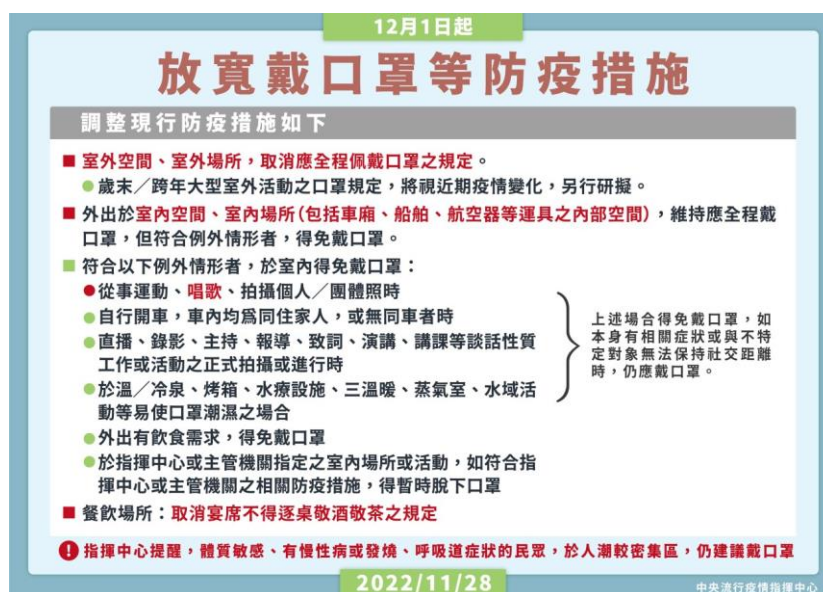 12月1日起
放寬戴口罩等防疫措施
調整現行防疫措施如下
■ 室外空間、室外場所，取消應全程佩戴口罩之規定。
●歲末／跨年大型室外活動之口罩規定，將視近期疫情變化，另行研擬。
■ 外出於室內空間、室內場所（包括車廂、船舶、航空器等運具之內部空間），維持應全程戴
口罩，但符合例外情形者，得免戴口罩。
■ 符合以下例外情形者，於室內得免戴口罩：
●從事運動、唱歌、拍攝個人／團體照時
●自行開車，車內均為同住家人，或無同車者時
●直播、錄影、主持、報導、致詞、演講、講課等談話性質
工作或活動之正式拍攝或進行時
●於溫／冷泉、烤箱、水療設施、三溫暖、蒸氣室、水域活
動等易使口罩潮濕之場合
上述場合得免戴口罩，如
本身有相關症狀或與不特
定對象無法保持社交距離
時，仍應戴口罩。
●外出有飲食需求，得免戴口罩
●於指揮中心或主管機關指定之室內場所或活動，如符合指
揮中心或主管機關之相關防疫措施，得暫時脫下口罩
■ 餐飲場所：取消宴席不得逐桌敬酒敬茶之規定
! 指揮中心提醒，體質敏感、有慢性病或發燒、呼吸道症狀的民眾，於人潮較密集區，仍建議戴口罩
2022/11/28
中央流行疫情指揮中心